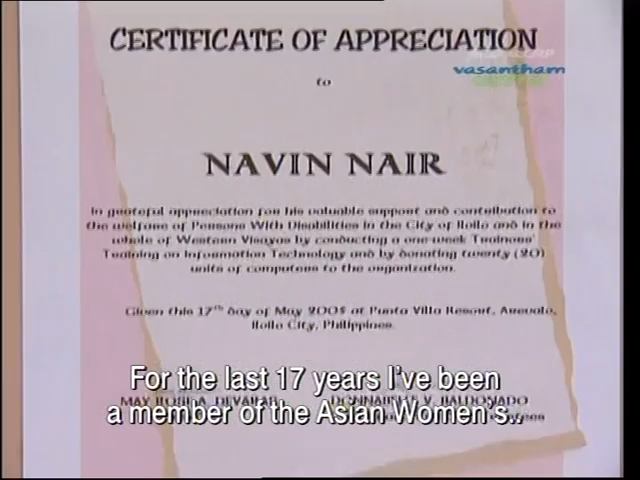 CERTIFICATE OF APPRECIATION
vasantham
to
NAVIN NAIR
In grateful appreciation for his valuable support and contribution to
the welfare of Persons With Disabilities in the City of Iloilo and in the
whole of Western Visayas by conducting a one-week Trainers'
Training on Information Technology and by donating twenty (20)
units of computers to the organization.
Given this 17th day of May 2005 at Punta Villa Resort, Arevalo,
Iloilo City, Philippines.
For the last 17 years I've been
a member of the Asian Women's..